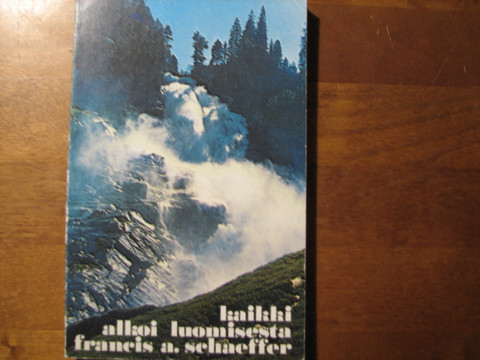 kaikki
alkoi luomisesta
francis a. schaeffer